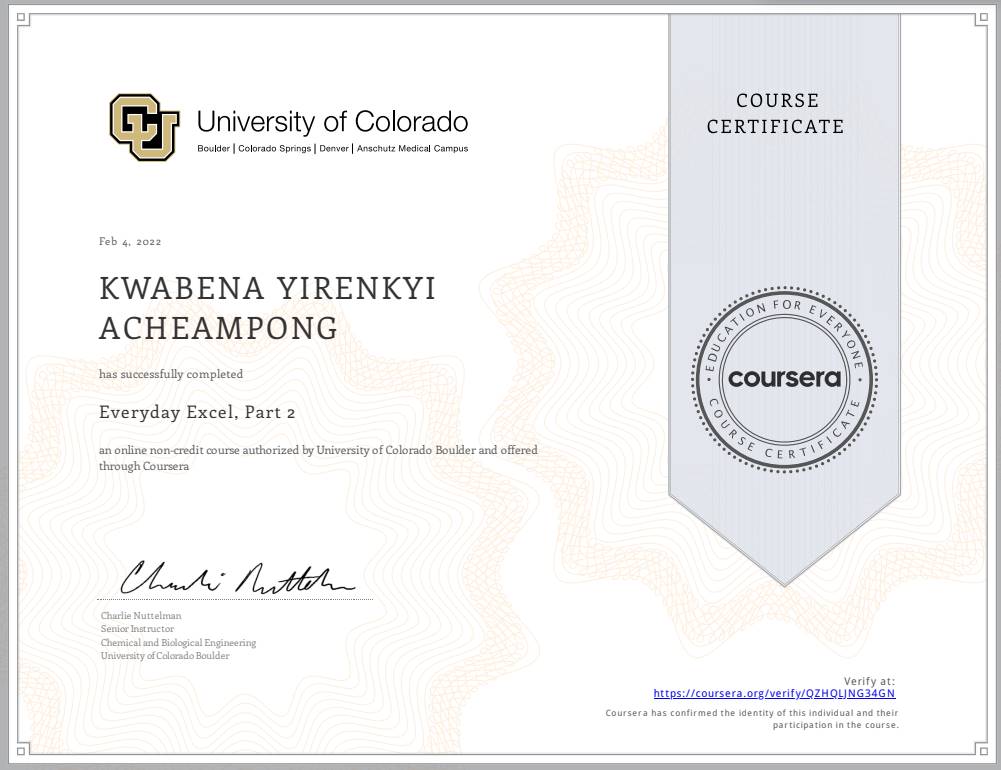 CU
University of Colorado
Boulder | Colorado Springs | Denver | Anschutz Medical Campus
COURSE
CERTIFICATE
Feb 4, 2022
KWABENA YIRENKYI
ACHEAMPONG
has successfully completed
Everyday Excel, Part 2
an online non-credit course authorized by University of Colorado Boulder and offered
through Coursera
EDUCATION FOR EVERYONE
coursera
COURSE CERTIFICATE
Charlie Nuttelman
Charlie Nuttelman
Senior Instructor
Chemical and Biological Engineering
University of Colorado Boulder
Verify at:
https://coursera.org/verify/QZHQLJNG34GN
Coursera has confirmed the identity of this individual and their
participation in the course.